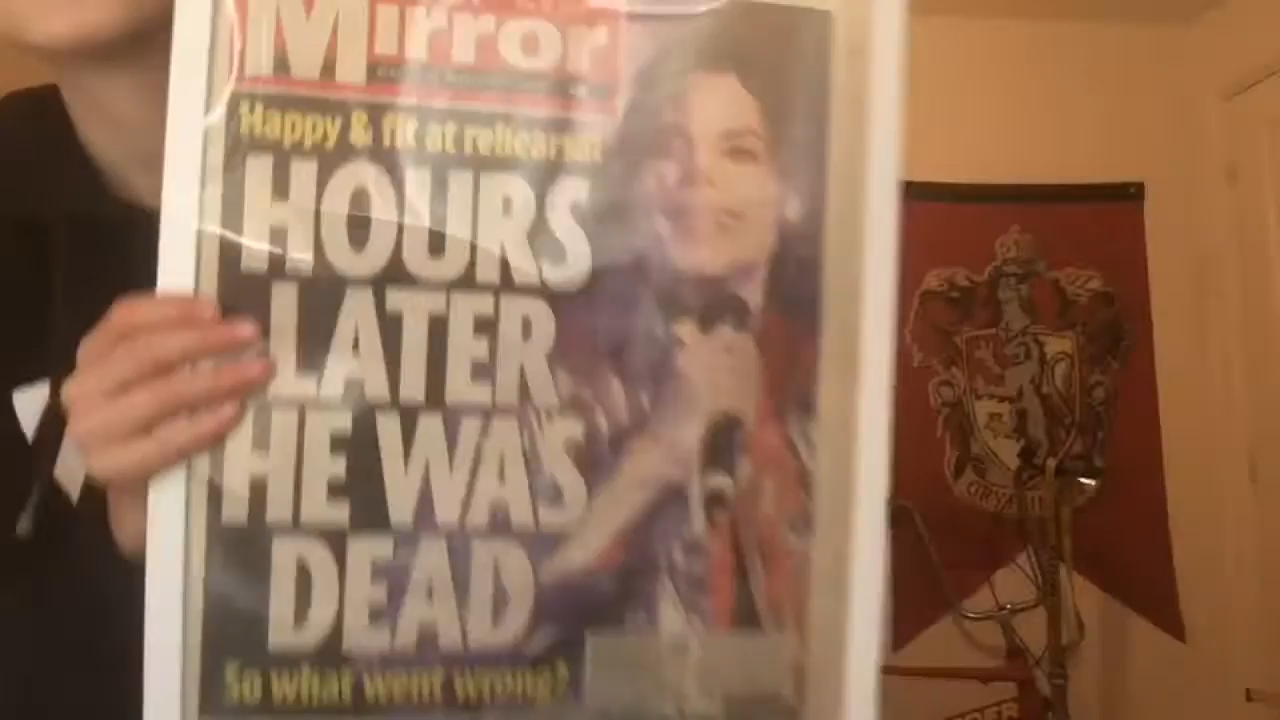 Mirror
Happy & fit at rehearsal
HOURS
LATER
HE WAS
DEAD
So what went wrong?